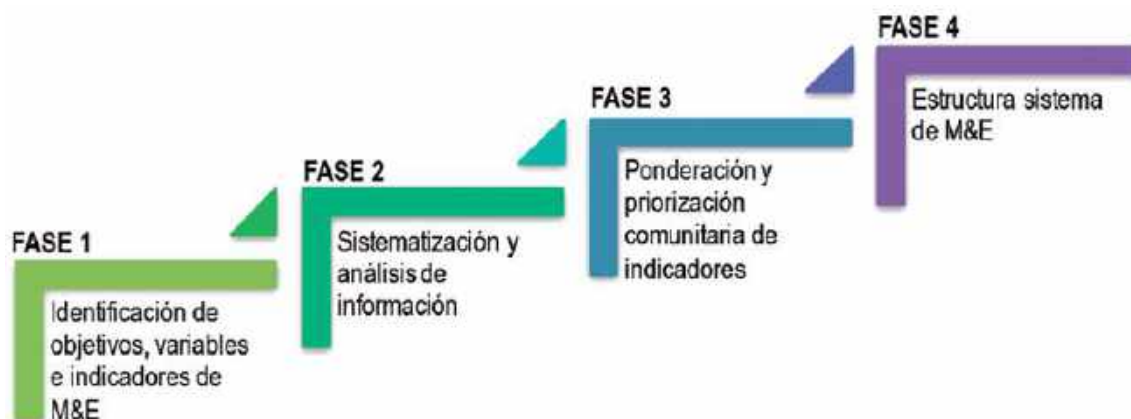 FASE 1
Identificación de
objetivos, variables
e indicadores de
M&E
FASE 2
Sistematización y
análisis de
información
FASE 3
Ponderación y
priorización
comunitaria de
indicadores
FASE 4
Estructura sistema
de M&E